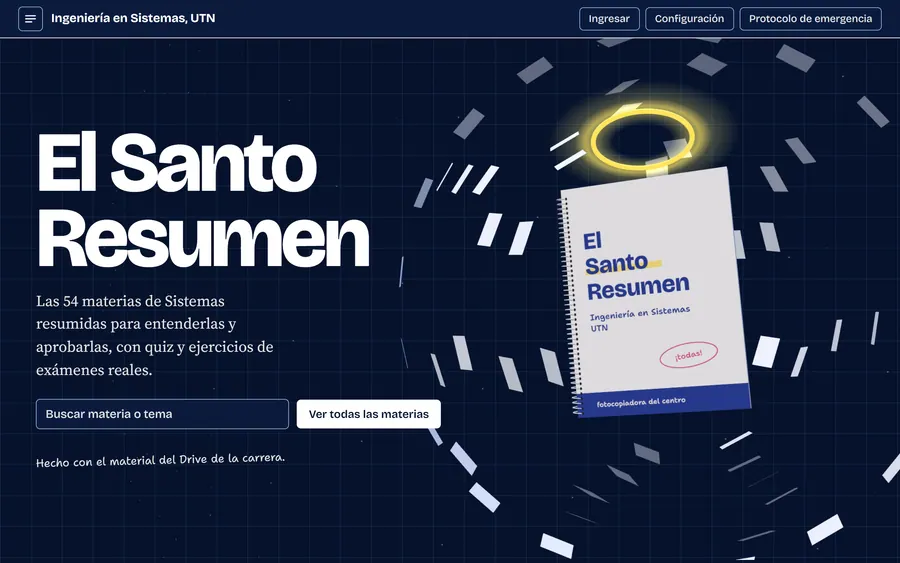 Ingeniería en Sistemas, UTN
Ingresar
Configuración
Protocolo de emergencia
El Santo
Resumen
Las 54 materias de Sistemas
resumidas para entenderlas y
aprobarlas, con quiz y ejercicios de
exámenes reales.
Buscar materia o tema
Ver todas las materias
Hecho con el material del Drive de la carrera.
El
Santo
Resumen
Ingeniería en Sistemas
UTN
¡todas!
fotocopiadora del centro